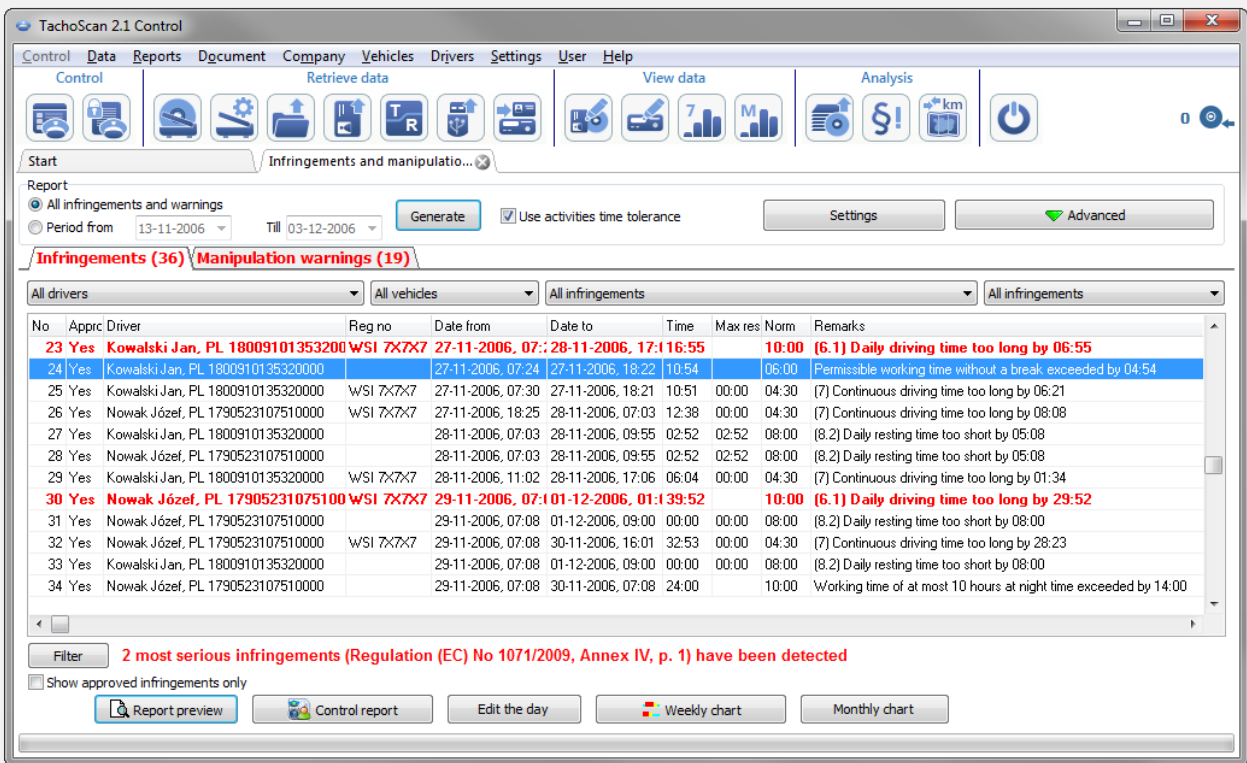 TachoScan 2.1 Control
Control Data Reports Document Company Vehicles Drivers Settings User Help
Control Retrieve data View data Analysis
T R 7 M §! km 0
Start Infringements and manipulatio...
Report
All infringements and warnings
Period from 13-11-2006 Till 03-12-2006 Generate Use activities time tolerance Settings Advanced
Infringements (36) Manipulation warnings (19)
All drivers All vehicles All infringements All infringements
No Apprc Driver Reg no Date from Date to Time Max res Norm Remarks
23 Yes Kowalski Jan, PL 18009101353200 WSI 7X7X7 27-11-2006, 07: 28-11-2006, 17: 16:55 10:00 (6.1) Daily driving time too long by 06:55
24 Yes Kowalski Jan, PL 1800910135320000 27-11-2006, 07:24 27-11-2006, 18:22 10:54 06:00 Permissible working time without a break exceeded by 04:54
25 Yes Kowalski Jan, PL 1800910135320000 WSI 7X7X7 27-11-2006, 07:30 27-11-2006, 18:21 10:51 00:00 04:30 (7) Continuous driving time too long by 06:21
26 Yes Nowak Józef, PL 1790523107510000 WSI 7X7X7 27-11-2006, 18:25 28-11-2006, 07:03 12:38 00:00 04:30 (7) Continuous driving time too long by 08:08
27 Yes Kowalski Jan, PL 1800910135320000 28-11-2006, 07:03 28-11-2006, 09:55 02:52 02:52 08:00 (8.2) Daily resting time too short by 05:08
28 Yes Nowak Józef, PL 1790523107510000 28-11-2006, 07:03 28-11-2006, 09:55 02:52 02:52 08:00 (8.2) Daily resting time too short by 05:08
29 Yes Kowalski Jan, PL 1800910135320000 WSI 7X7X7 28-11-2006, 11:02 28-11-2006, 17:06 06:04 00:00 04:30 (7) Continuous driving time too long by 01:34
30 Yes Nowak Józef, PL 17905231075100 WSI 7X7X7 29-11-2006, 07: 01-12-2006, 01: 39:52 10:00 (6.1) Daily driving time too long by 29:52
31 Yes Nowak Józef, PL 1790523107510000 29-11-2006, 07:08 01-12-2006, 09:00 00:00 00:00 08:00 (8.2) Daily resting time too short by 08:00
32 Yes Nowak Józef, PL 1790523107510000 WSI 7X7X7 29-11-2006, 07:08 30-11-2006, 16:01 32:53 00:00 04:30 (7) Continuous driving time too long by 28:23
33 Yes Kowalski Jan, PL 1800910135320000 29-11-2006, 07:08 01-12-2006, 09:00 00:00 00:00 08:00 (8.2) Daily resting time too short by 08:00
34 Yes Nowak Józef, PL 1790523107510000 29-11-2006, 07:08 30-11-2006, 07:08 24:00 10:00 Working time of at most 10 hours at night time exceeded by 14:00
Filter 2 most serious infringements (Regulation (EC) No 1071/2009, Annex IV, p. 1) have been detected
Show approved infringements only
Report preview Control report Edit the day Weekly chart Monthly chart